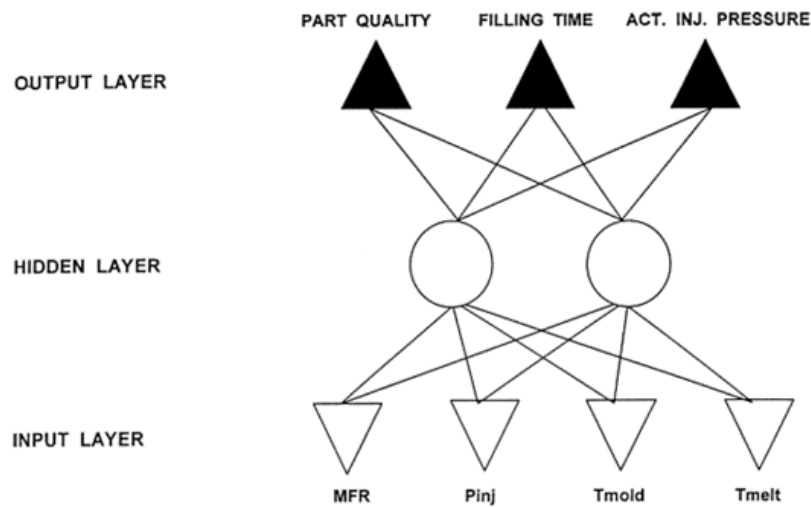 PART QUALITY FILLING TIME ACT. INJ. PRESSURE
OUTPUT LAYER
HIDDEN LAYER
INPUT LAYER
MFR Pinj Tmold Tmelt